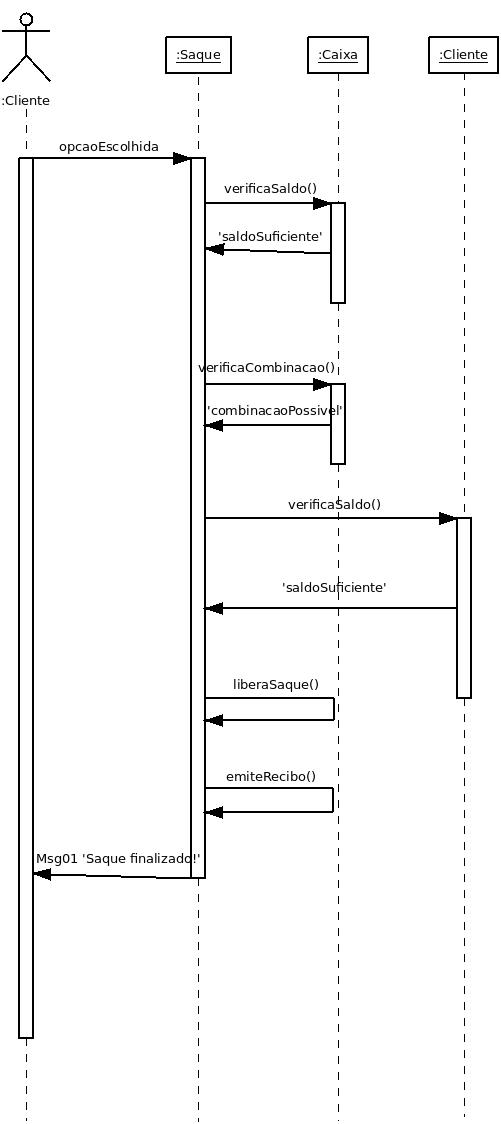 :Saque
:Caixa
:Cliente
:Cliente
opcaoEscolhida
verificaSaldo()
'saldoSuficiente'
verificaCombinacao()
'combinacaoPossivel'
verificaSaldo()
'saldoSuficiente'
liberaSaque()
emiteRecibo()
Msg01 'Saque finalizado!'